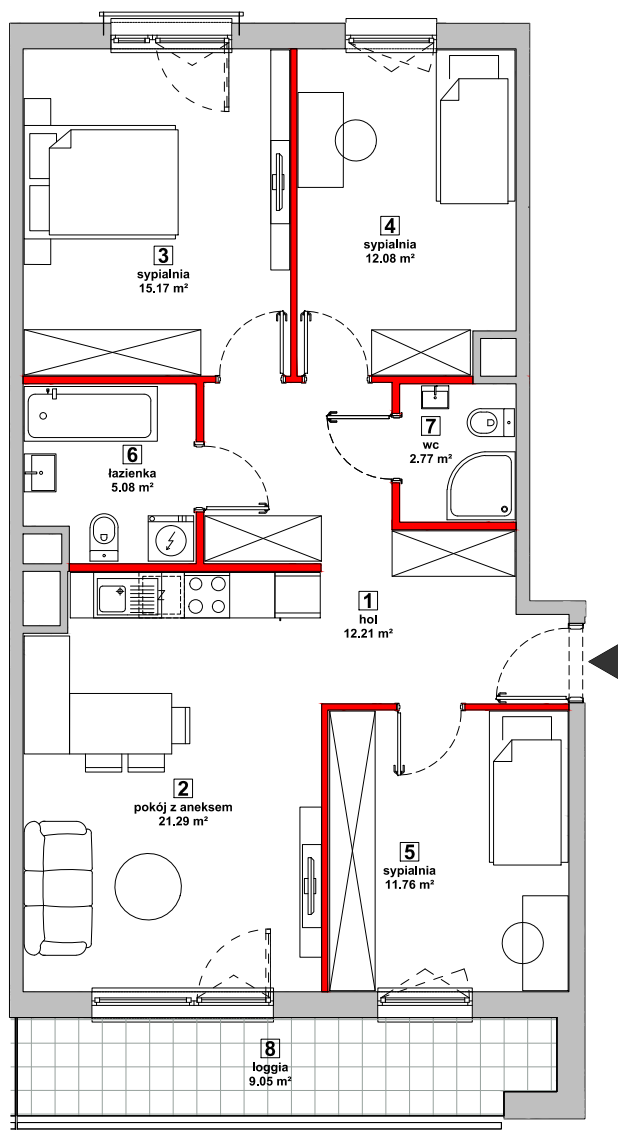 3
sypialnia
15.17 m²
4
sypialnia
12.08 m²
6
łazienka
5.08 m²
7
wc
2.77 m²
Z
1
hol
12.21 m²
2
pokój z aneksem
21.29 m²
5
sypialnia
11.76 m²
8
loggia
9.05 m²